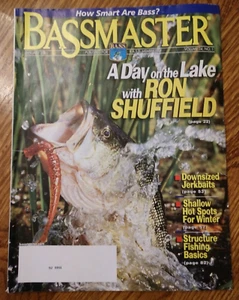 How Smart Are Bass?
BASSMASTER
BASS
A Day on the Lake
with RON
SHUFFIELD
Downsized
Jerkbaits
Shallow
Hot Spots
For Winter
Structure
Fishing
Basics